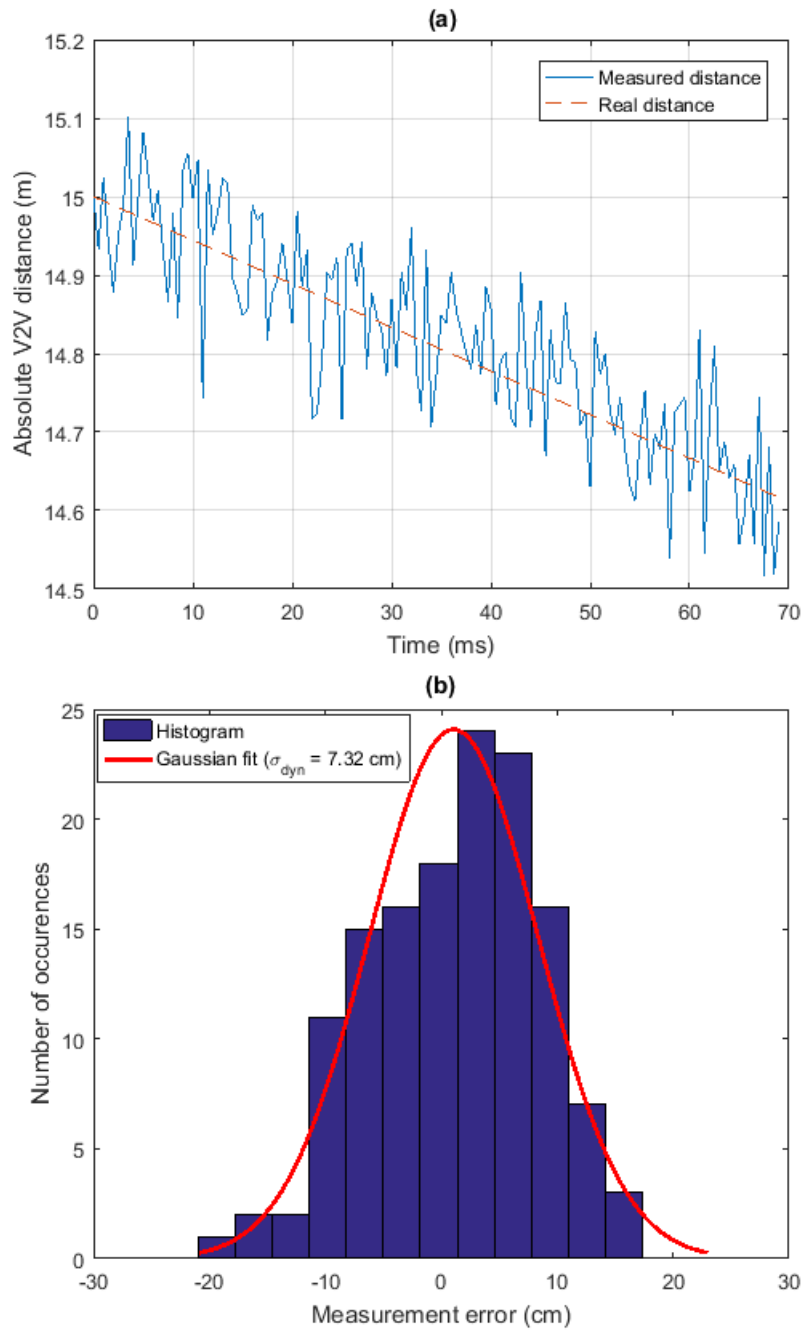 (a)
15.2
15.1
15
14.9
14.8
14.7
14.6
14.5
Absolute V2V distance (m)
Measured distance
Real distance
0 10 20 30 40 50 60 70
Time (ms)
(b)
25
20
15
10
5
0
Number of occurences
Histogram
Gaussian fit (σdyn = 7.32 cm)
-30 -20 -10 0 10 20 30
Measurement error (cm)